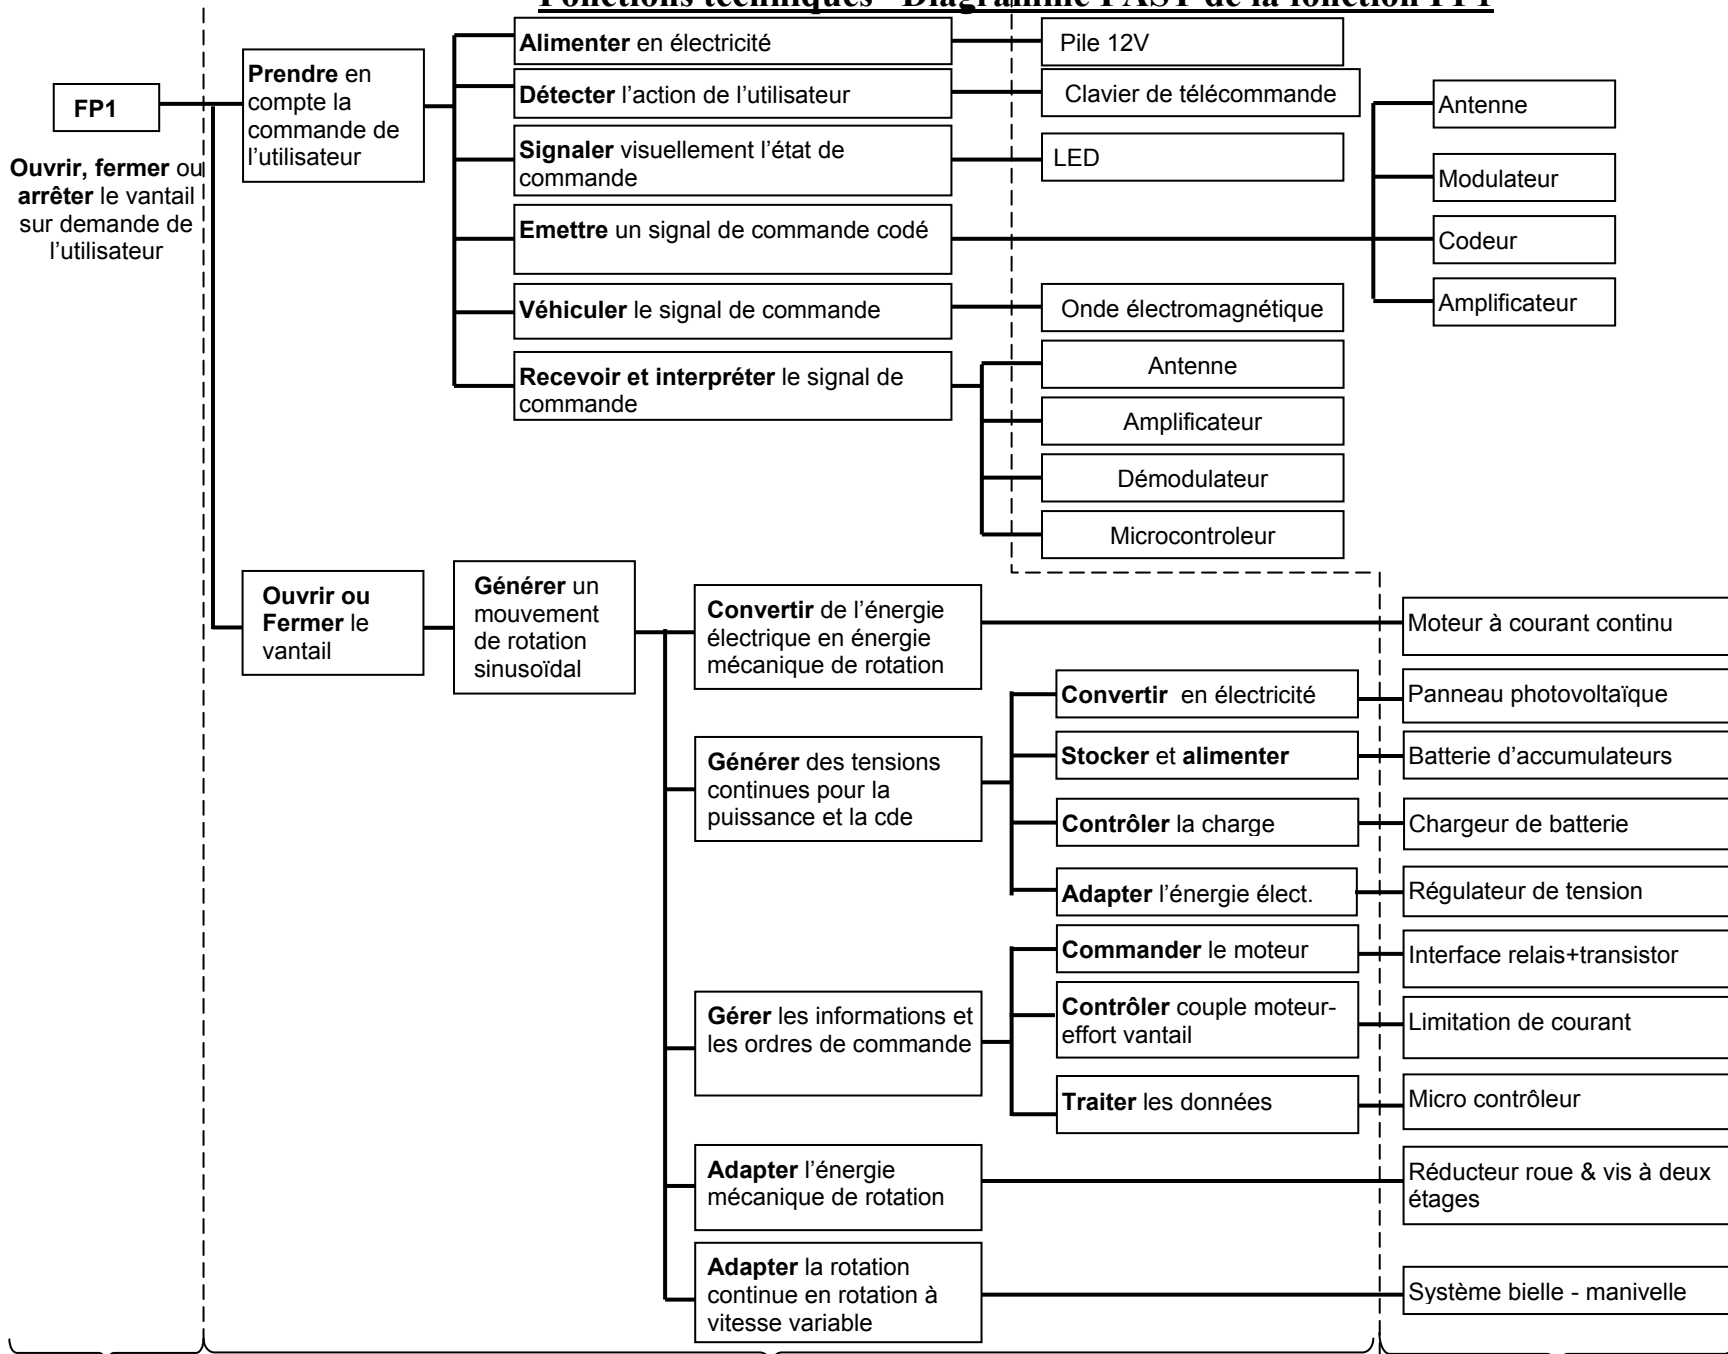 Fonctions techniques - Diagramme FAST de la fonction FP1
FP1
Ouvrir, fermer ou
arrêter le vantail
sur demande de
l’utilisateur
Prendre en
compte la
commande de
l’utilisateur
Alimenter en électricité
Pile 12V
Détecter l’action de l’utilisateur
Clavier de télécommande
Signaler visuellement l’état de
commande
LED
Emettre un signal de commande codé
Antenne
Modulateur
Codeur
Amplificateur
Véhiculer le signal de commande
Onde électromagnétique
Recevoir et interpréter le signal de
commande
Antenne
Amplificateur
Démodulateur
Microcontroleur
Ouvrir ou
Fermer le
vantail
Générer un
mouvement
de rotation
sinusoïdal
Convertir de l’énergie
électrique en énergie
mécanique de rotation
Moteur à courant continu
Générer des tensions
continues pour la
puissance et la cde
Convertir en électricité
Panneau photovoltaïque
Stocker et alimenter
Batterie d’accumulateurs
Contrôler la charge
Chargeur de batterie
Adapter l’énergie élect.
Régulateur de tension
Gérer les informations et
les ordres de commande
Commander le moteur
Interface relais+transistor
Contrôler couple moteur-
effort vantail
Limitation de courant
Traiter les données
Micro contrôleur
Adapter l’énergie
mécanique de rotation
Réducteur roue & vis à deux
étages
Adapter la rotation
continue en rotation à
vitesse variable
Système bielle - manivelle